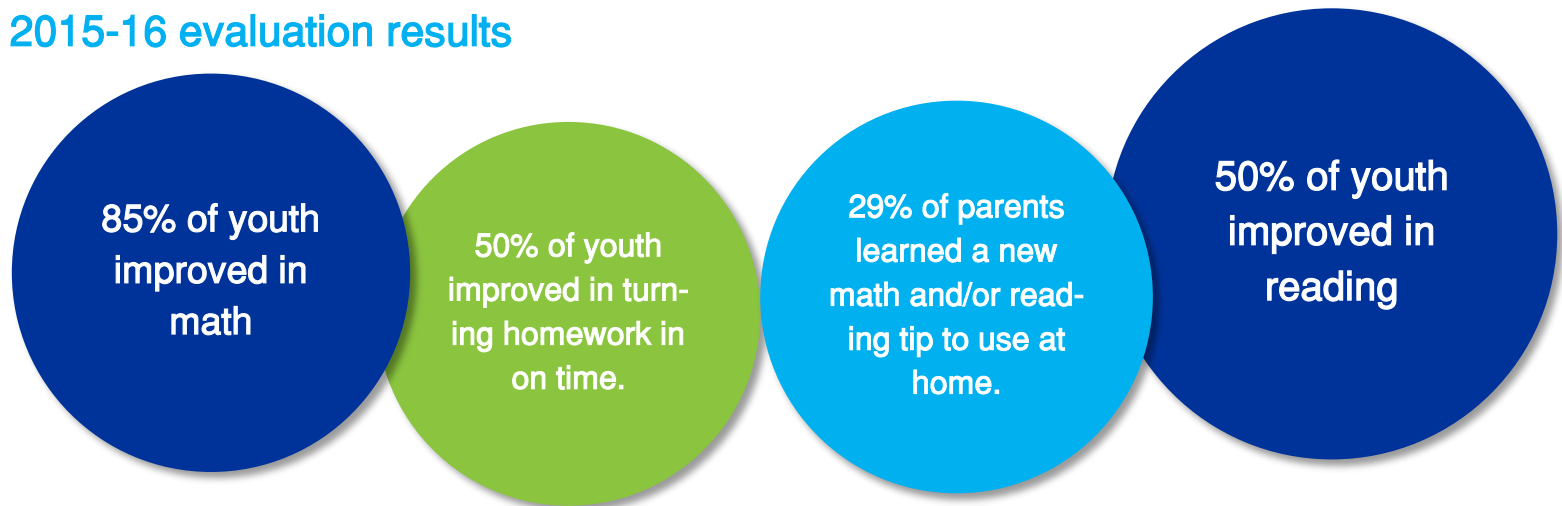 2015-16 evaluation results
85% of youth
improved in
math
50% of youth
improved in turn-
ing homework in
on time.
29% of parents
learned a new
math and/or read-
ing tip to use at
home.
50% of youth
improved in
reading